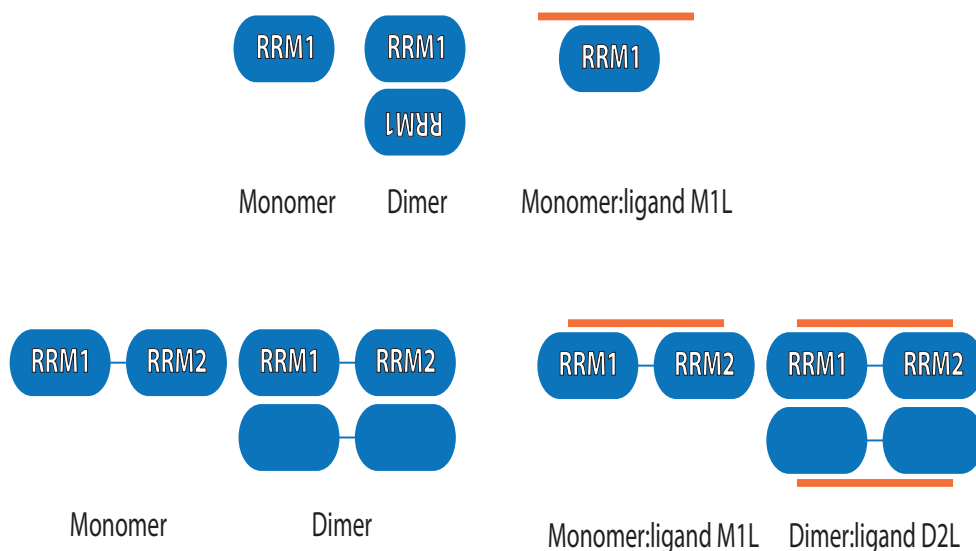 RRM1 RRM1 RRM1
RRM1
Monomer Dimer Monomer:ligand M1L
RRM1 RRM2 RRM1 RRM2 RRM1 RRM2 RRM1 RRM2
Monomer Dimer Monomer:ligand M1L Dimer:ligand D2L